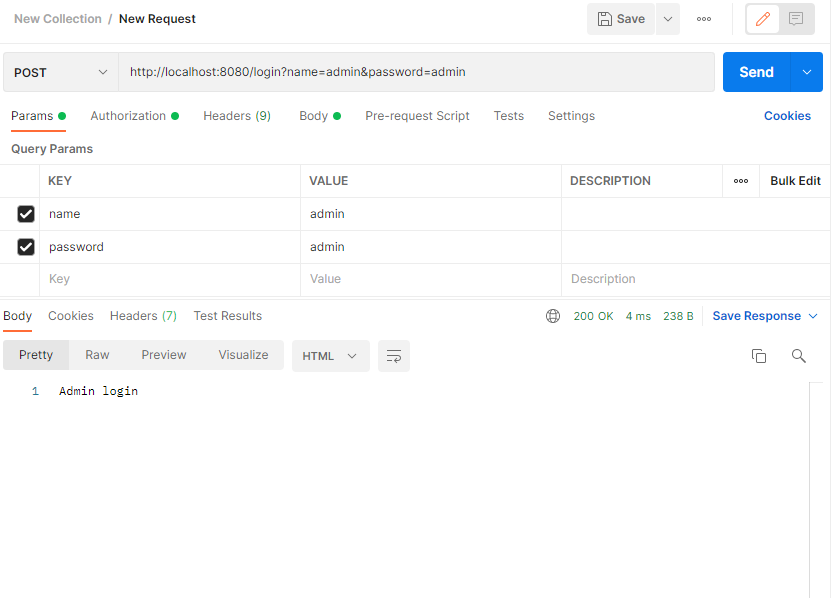 New Collection / New Request
Save
POST
http://localhost:8080/login?name=admin&password=admin
Send
Params
Authorization
Headers (9)
Body
Pre-request Script
Tests
Settings
Cookies
Query Params
KEY VALUE DESCRIPTION Bulk Edit
name admin
password admin
Key Value Description
Body Cookies Headers (7) Test Results 200 OK 4 ms 238 B Save Response
Pretty Raw Preview Visualize HTML
1 Admin login